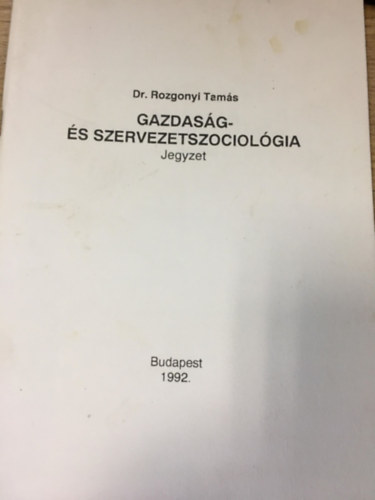 Dr. Rozgonyi Tamás
GAZDASÁG-
ÉS SZERVEZETSZOCIOLÓGIA
Jegyzet
Budapest
1992.